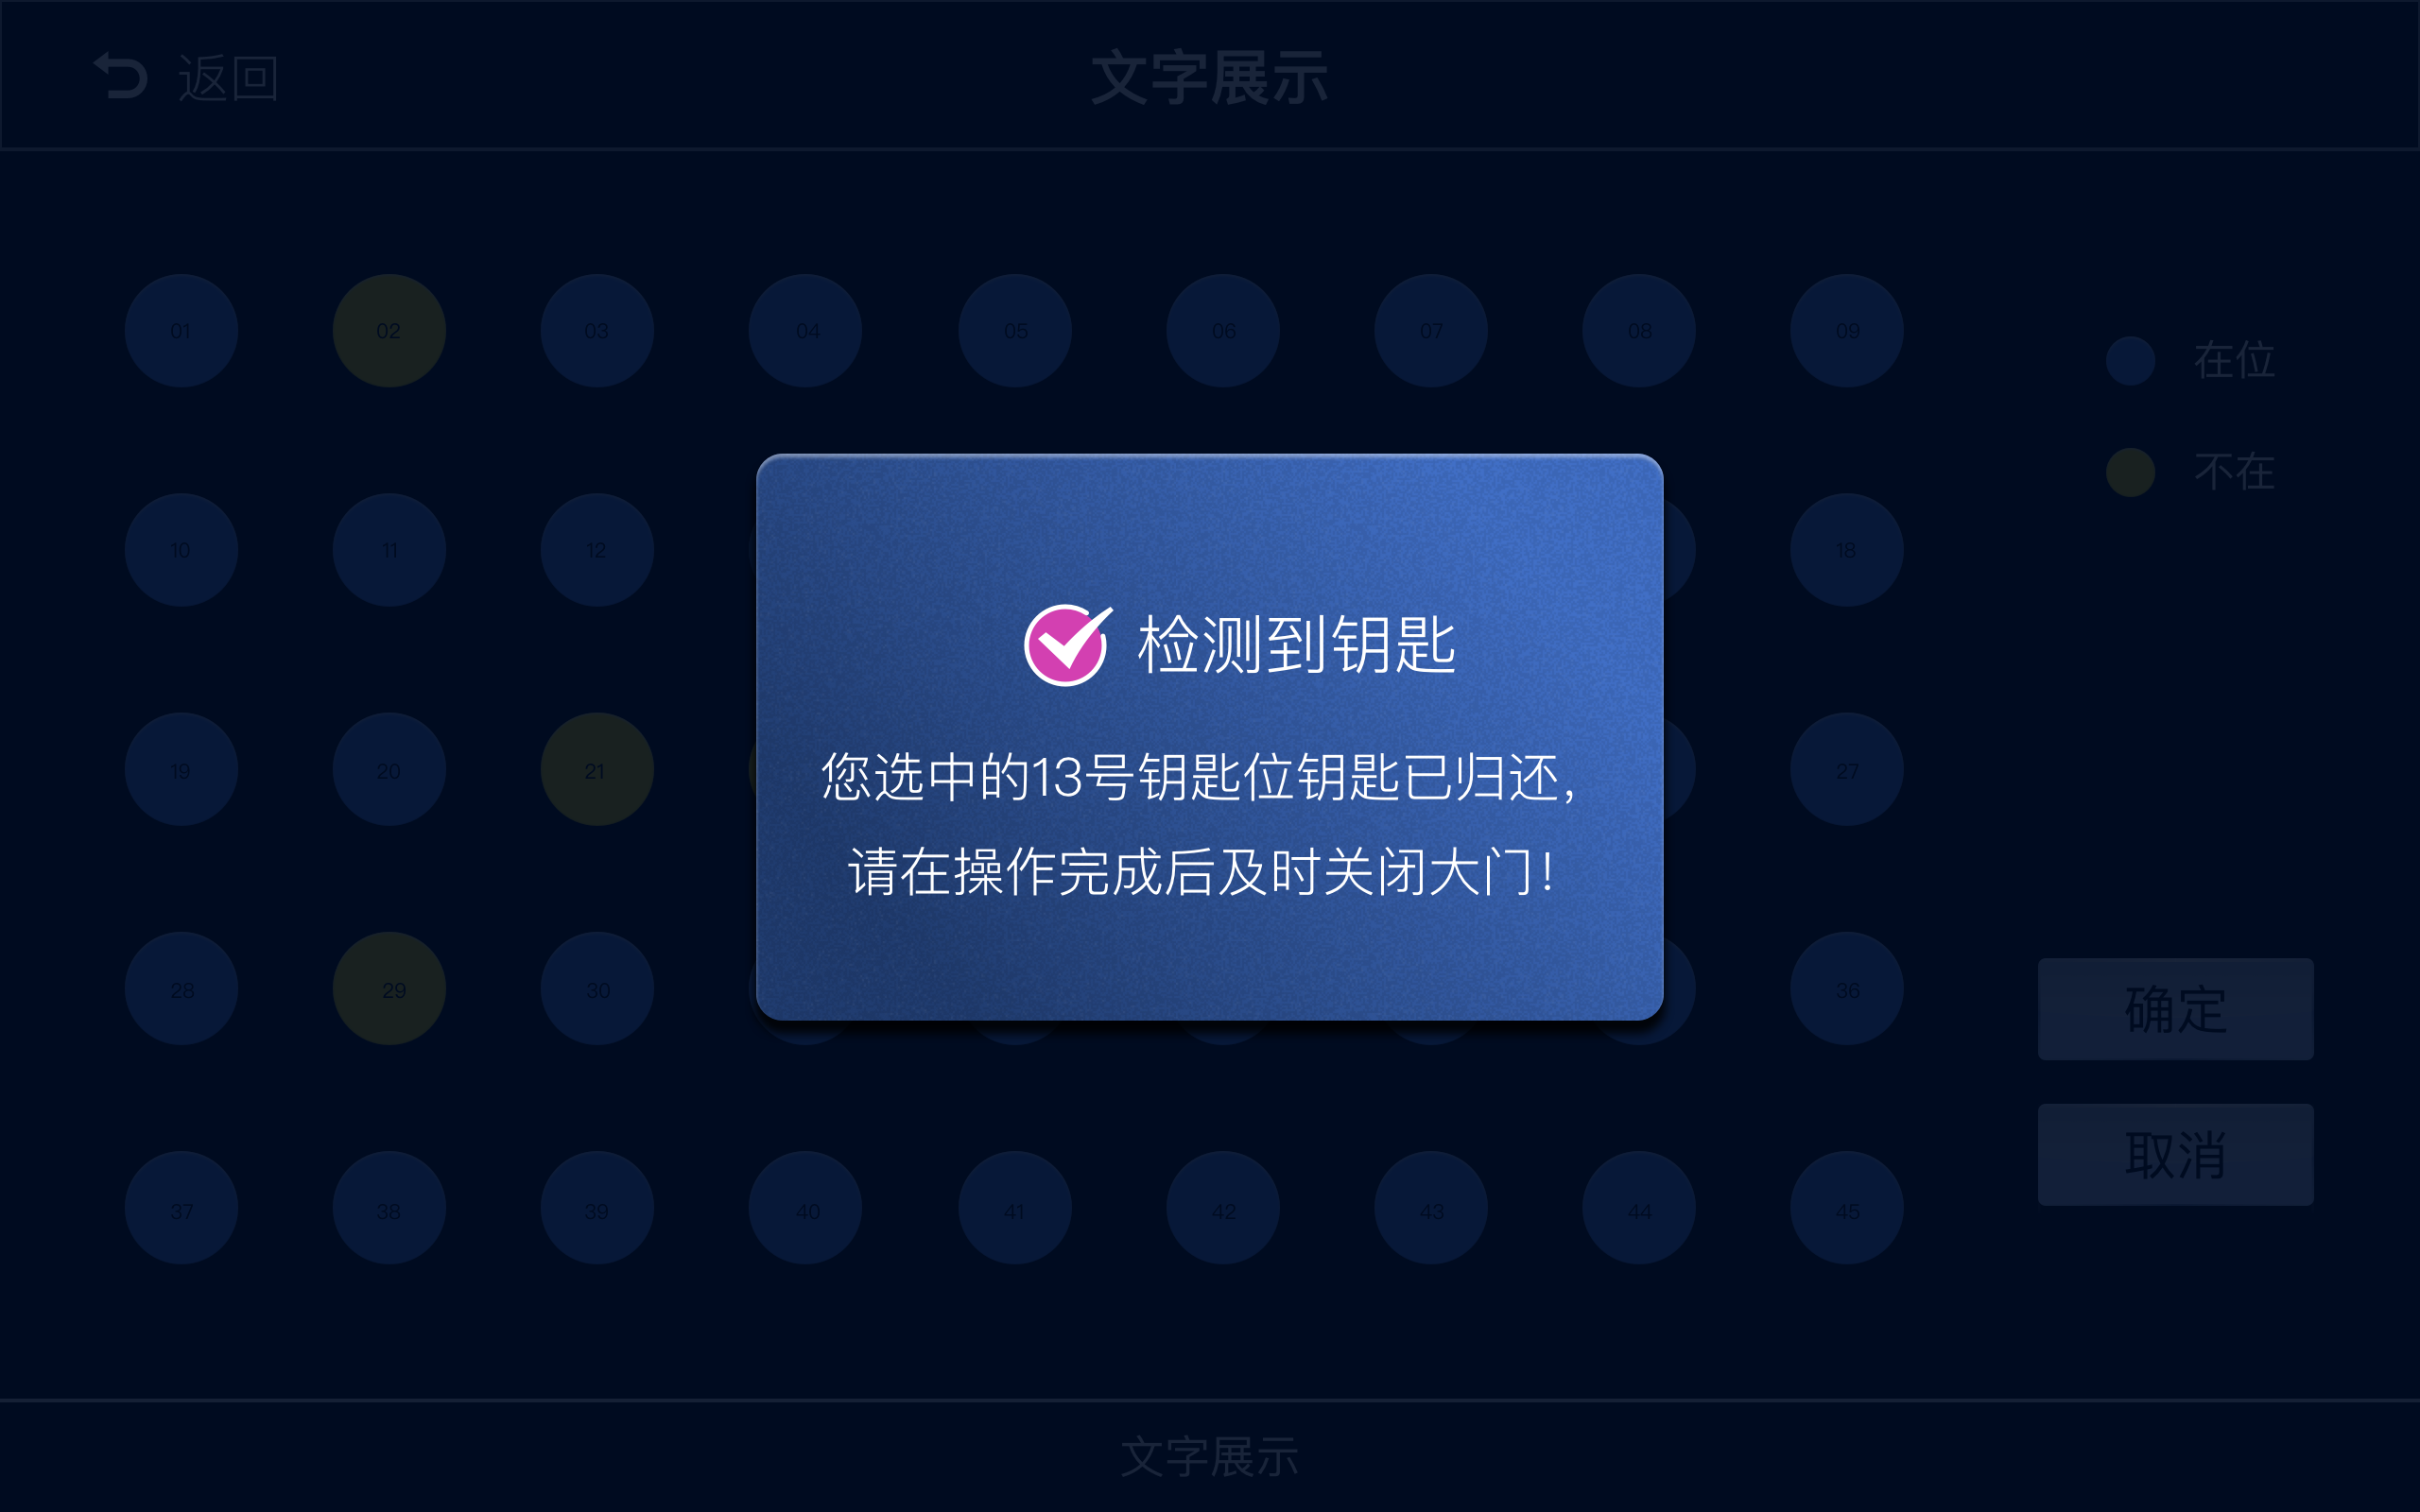 返回
文字展示
01 02 03 04 05 06 07 08 09
在位
不在
10 11 12 18
检测到钥匙
您选中的13号钥匙位钥匙已归还,
请在操作完成后及时关闭大门!
19 20 21 27
28 29 30 36
确定
取消
37 38 39 40 41 42 43 44 45
文字展示